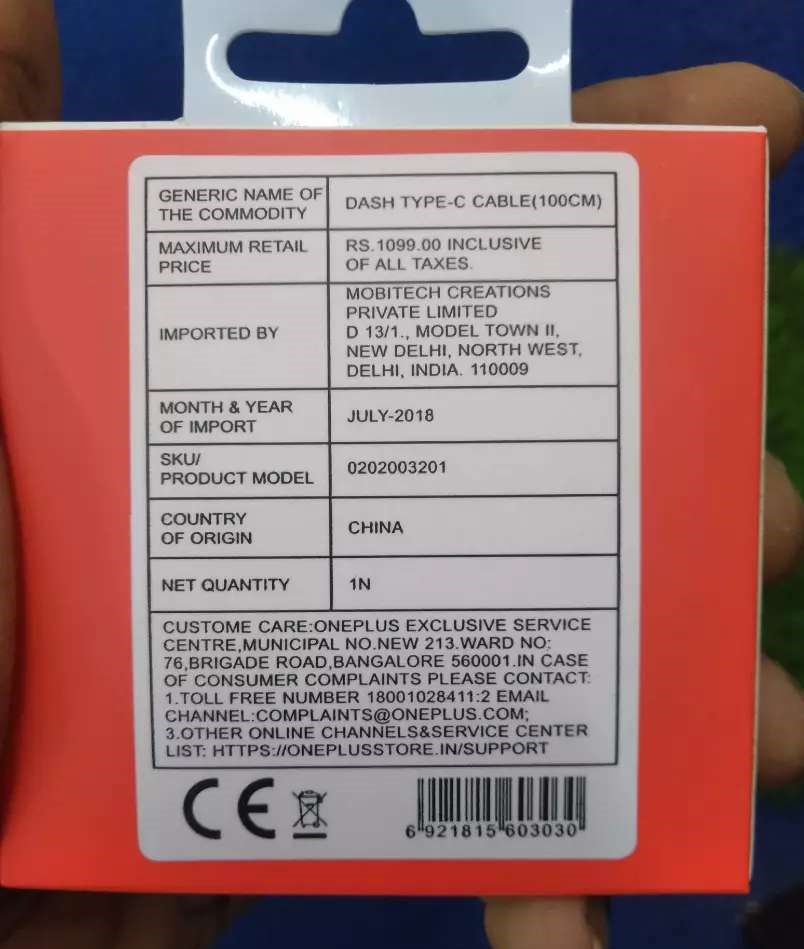 GENERIC NAME OF
THE COMMODITY
DASH TYPE-C CABLE(100CM)
MAXIMUM RETAIL
PRICE
RS.1099.00 INCLUSIVE
OF ALL TAXES.
IMPORTED BY
MOBITECH CREATIONS
PRIVATE LIMITED
D 13/1., MODEL TOWN II,
NEW DELHI, NORTH WEST,
DELHI, INDIA. 110009
MONTH & YEAR
OF IMPORT
JULY-2018
SKU/
PRODUCT MODEL
0202003201
COUNTRY
OF ORIGIN
CHINA
NET QUANTITY
1N
CUSTOME CARE:ONEPLUS EXCLUSIVE SERVICE
CENTRE,MUNICIPAL NO.NEW 213.WARD NO:
76,BRIGADE ROAD,BANGALORE 560001.IN CASE
OF CONSUMER COMPLAINTS PLEASE CONTACT:
1.TOLL FREE NUMBER 18001028411:2 EMAIL
CHANNEL:COMPLAINTS@ONEPLUS.COM;
3.OTHER ONLINE CHANNELS&SERVICE CENTER
LIST: HTTPS://ONEPLUSSTORE.IN/SUPPORT
CE
6 921815 603030